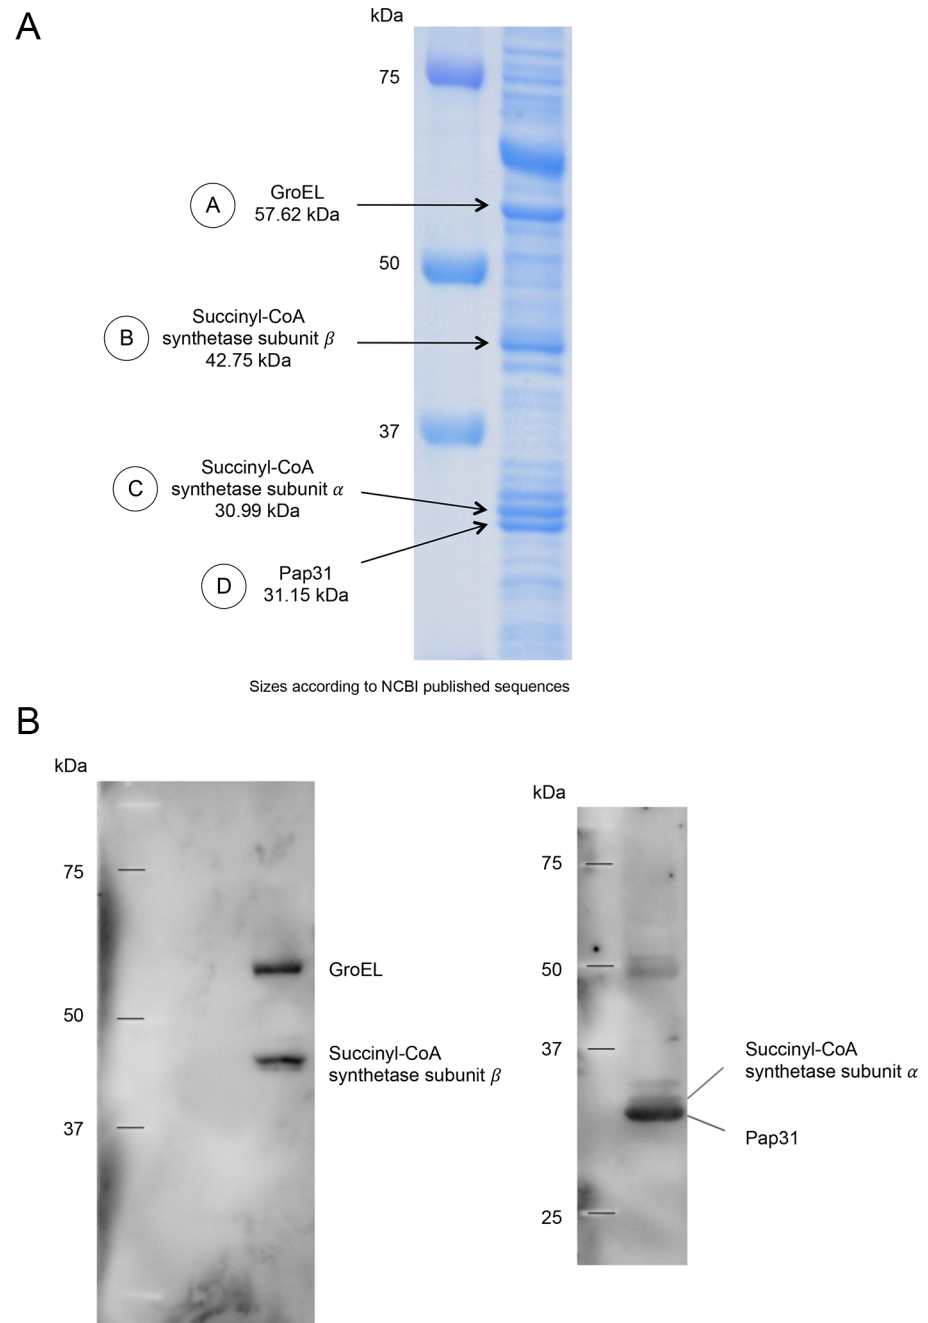 A
kDa
75
A
GroEL
57.62 kDa
50
B
Succinyl-CoA
synthetase subunit β
42.75 kDa
37
C
Succinyl-CoA
synthetase subunit α
30.99 kDa
D
Pap31
31.15 kDa
Sizes according to NCBI published sequences
B
kDa
75
GroEL
50
Succinyl-CoA
synthetase subunit β
37
kDa
75
50
37
Succinyl-CoA
synthetase subunit α
Pap31
25